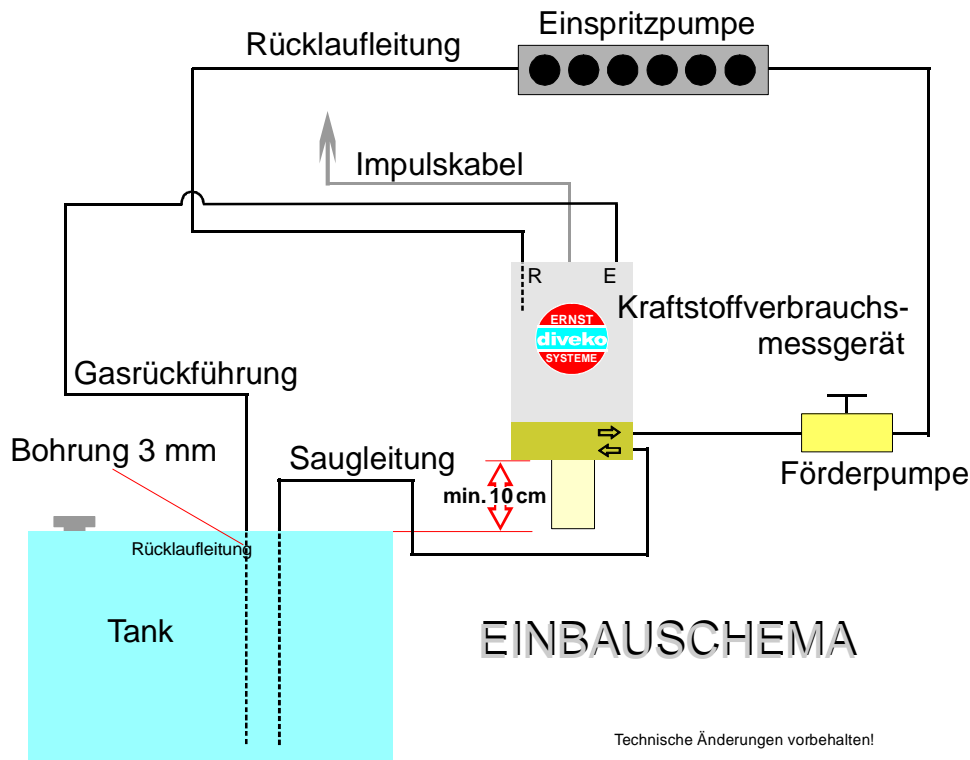 Einspritzpumpe
Rücklaufleitung
Impulskabel
R E
Kraftstoffverbrauchs-
messgerät
ERNST
diveko
SYSTEME
Gasrückführung
Bohrung 3 mm
Saugleitung
min. 10 cm
Förderpumpe
Rücklaufleitung
Tank
EINBAUSCHEMA
Technische Änderungen vorbehalten!